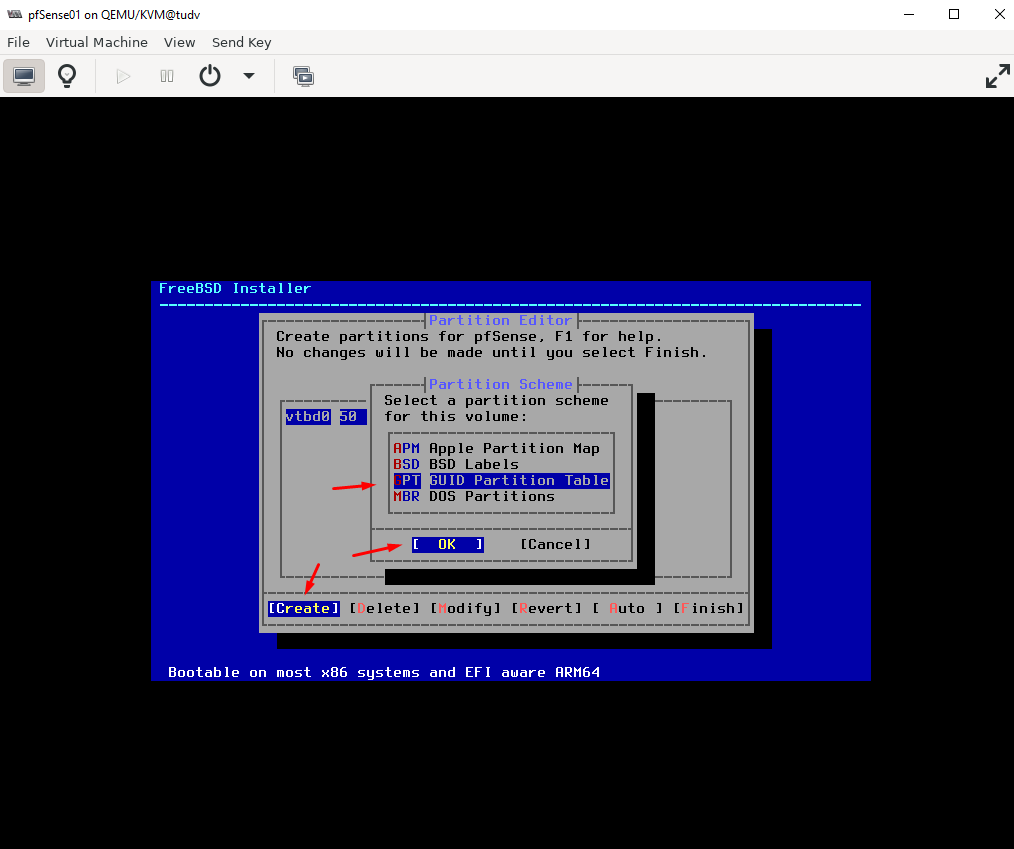 pfSense01 on QEMU/KVM@tudv
File Virtual Machine View Send Key
FreeBSD Installer
Partition Editor
Create partitions for pfSense, F1 for help.
No changes will be made until you select Finish.
Partition Scheme
Select a partition scheme
vtbd0 50 for this volume:
APM Apple Partition Map
BSD BSD Labels
GPT GUID Partition Table
MBR DOS Partitions
[ OK ] [Cancel]
[Create] [Delete] [Modify] [Revert] [ Auto ] [Finish]
Bootable on most x86 systems and EFI aware ARM64